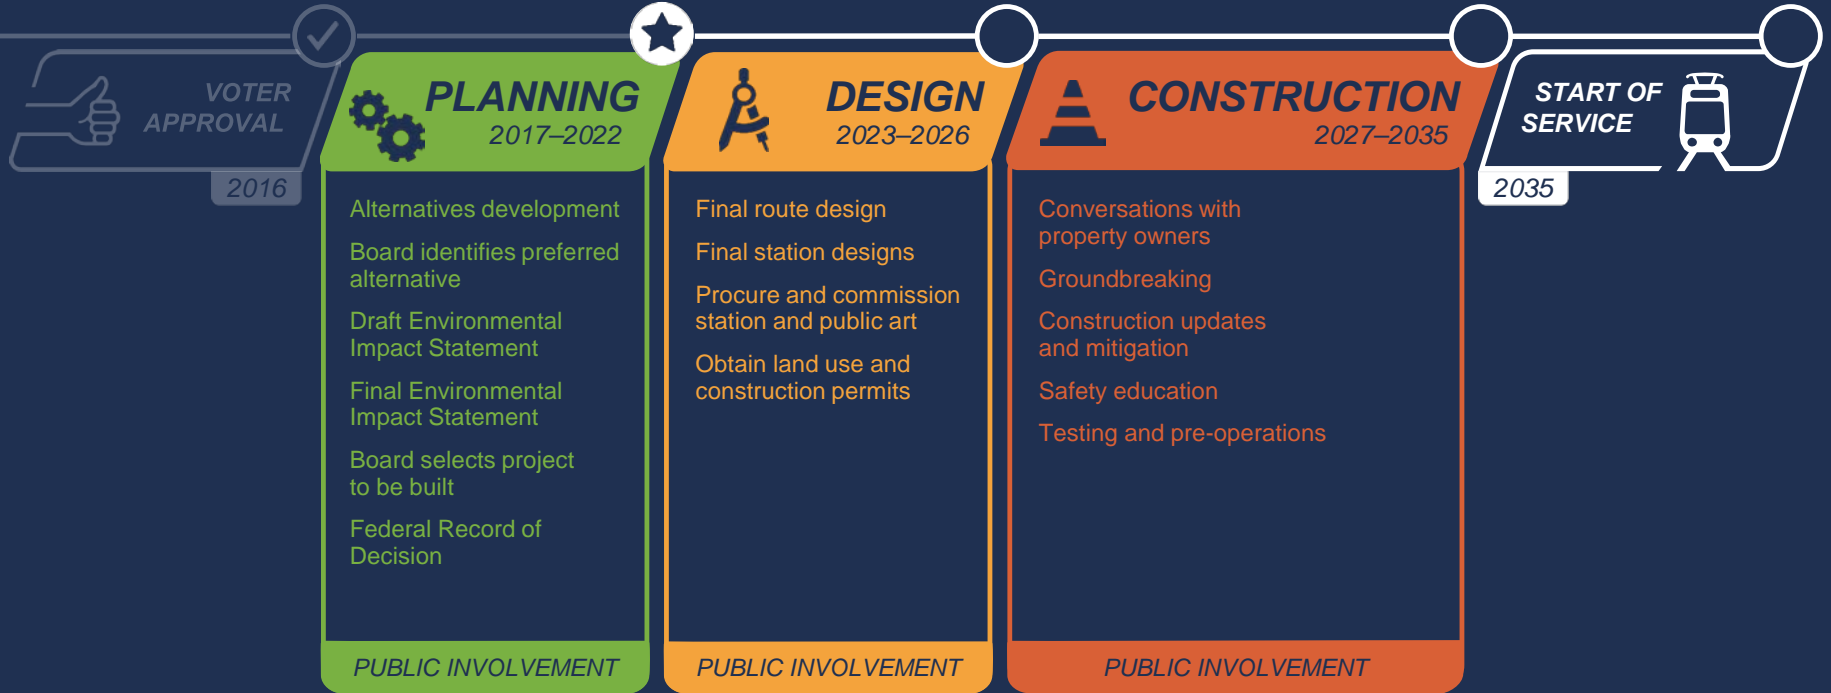 VOTER
APPROVAL
2016
PLANNING
2017–2022
Alternatives development
Board identifies preferred
alternative
Draft Environmental
Impact Statement
Final Environmental
Impact Statement
Board selects project
to be built
Federal Record of
Decision
PUBLIC INVOLVEMENT
DESIGN
2023–2026
Final route design
Final station designs
Procure and commission
station and public art
Obtain land use and
construction permits
PUBLIC INVOLVEMENT
CONSTRUCTION
2027–2035
Conversations with
property owners
Groundbreaking
Construction updates
and mitigation
Safety education
Testing and pre-operations
PUBLIC INVOLVEMENT
START OF
SERVICE
2035